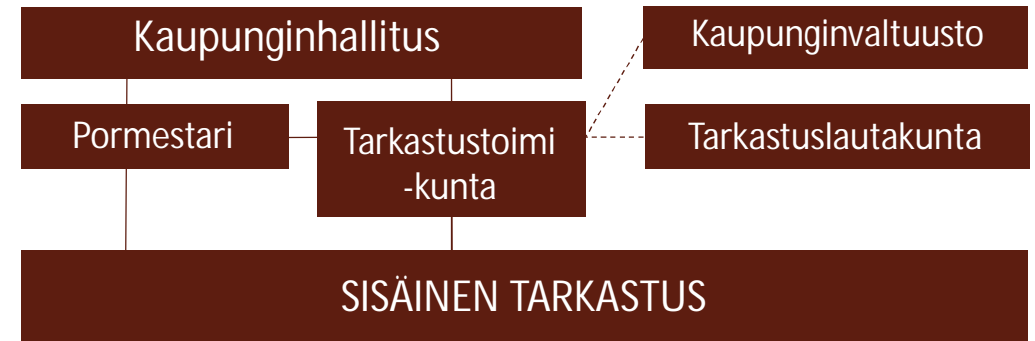 Kaupunginhallitus
Kaupunginvaltuusto
Pormestari
Tarkastustoimi
-kunta
Tarkastuslautakunta
SISÄINEN TARKASTUS